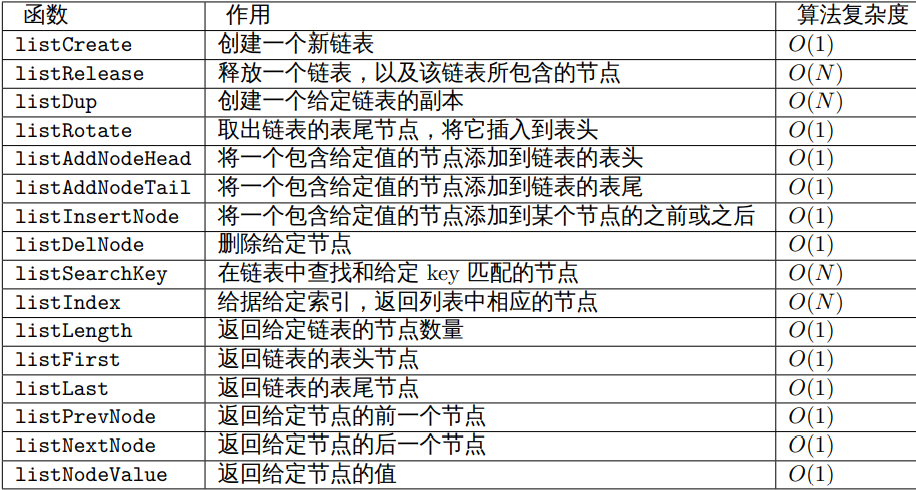 函数 作用 算法复杂度
listCreate 创建一个新链表 O(1)
listRelease 释放一个链表，以及该链表所包含的节点 O(N)
listDup 创建一个给定链表的副本 O(N)
listRotate 取出链表的表尾节点，将它插入到表头 O(1)
listAddNodeHead 将一个包含给定值的节点添加到链表的表头 O(1)
listAddNodeTail 将一个包含给定值的节点添加到链表的表尾 O(1)
listInsertNode 将一个包含给定值的节点添加到某个节点的之前或之后 O(1)
listDelNode 删除给定节点 O(1)
listSearchKey 在链表中查找和给定 key 匹配的节点 O(N)
listIndex 给据给定索引，返回列表中相应的节点 O(N)
listLength 返回给定链表的节点数量 O(1)
listFirst 返回链表的表头节点 O(1)
listLast 返回链表的表尾节点 O(1)
listPrevNode 返回给定节点的前一个节点 O(1)
listNextNode 返回给定节点的后一个节点 O(1)
listNodeValue 返回给定节点的值 O(1)